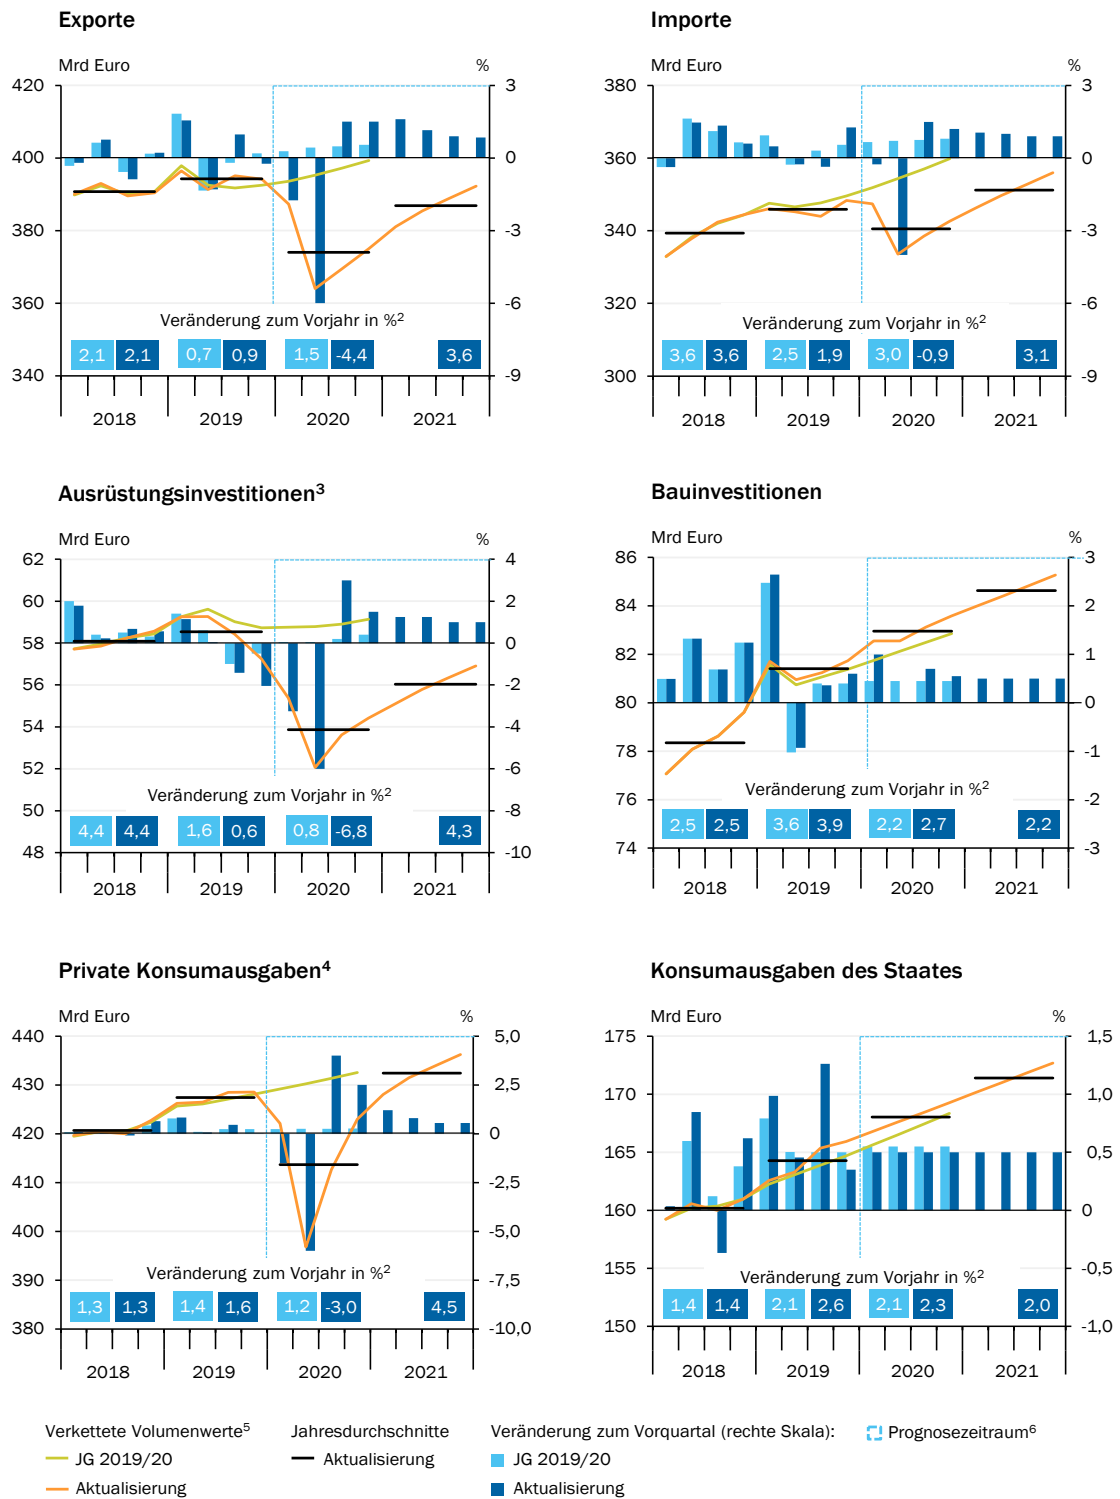 Exporte
Mrd Euro %
420 3
400 0
380 -3
360 -6
Veränderung zum Vorjahr in %2
2,1 2,1 0,7 0,9 1,5 -4,4 3,6
340 -9
2018 2019 2020 2021
Importe
Mrd Euro %
380 3
360 0
340 -3
320 -6
Veränderung zum Vorjahr in %2
3,6 3,6 2,5 1,9 3,0 -0,9 3,1
300 -9
2018 2019 2020 2021
Ausrüstungsinvestitionen3
Mrd Euro %
62 4
60 2
58 0
56 -2
54 -4
52 -6
Veränderung zum Vorjahr in %2
50 -8
4,4 4,4 1,6 0,6 0,8 -6,8 4,3
48 -10
2018 2019 2020 2021
Bauinvestitionen
Mrd Euro %
86 3
84 2
82 1
80 0
78 -1
Veränderung zum Vorjahr in %2
76 -2
2,5 2,5 3,6 3,9 2,2 2,7 2,2
74 -3
2018 2019 2020 2021
Private Konsumausgaben4
Mrd Euro %
440 5,0
430 2,5
420 0
410 -2,5
400 -5,0
Veränderung zum Vorjahr in %2
390 -7,5
1,3 1,3 1,4 1,6 1,2 -3,0 4,5
380 -10,0
2018 2019 2020 2021
Konsumausgaben des Staates
Mrd Euro %
175 1,5
170 1,0
165 0,5
160 0
155 -0,5
Veränderung zum Vorjahr in %2
1,4 1,4 2,1 2,6 2,1 2,3 2,0
150 -1,0
2018 2019 2020 2021
Verkettete Volumenwerte5 Jahresdurchschnitte Veränderung zum Vorquartal (rechte Skala): Prognosezeitraum6
JG 2019/20 Aktualisierung JG 2019/20
Aktualisierung Aktualisierung